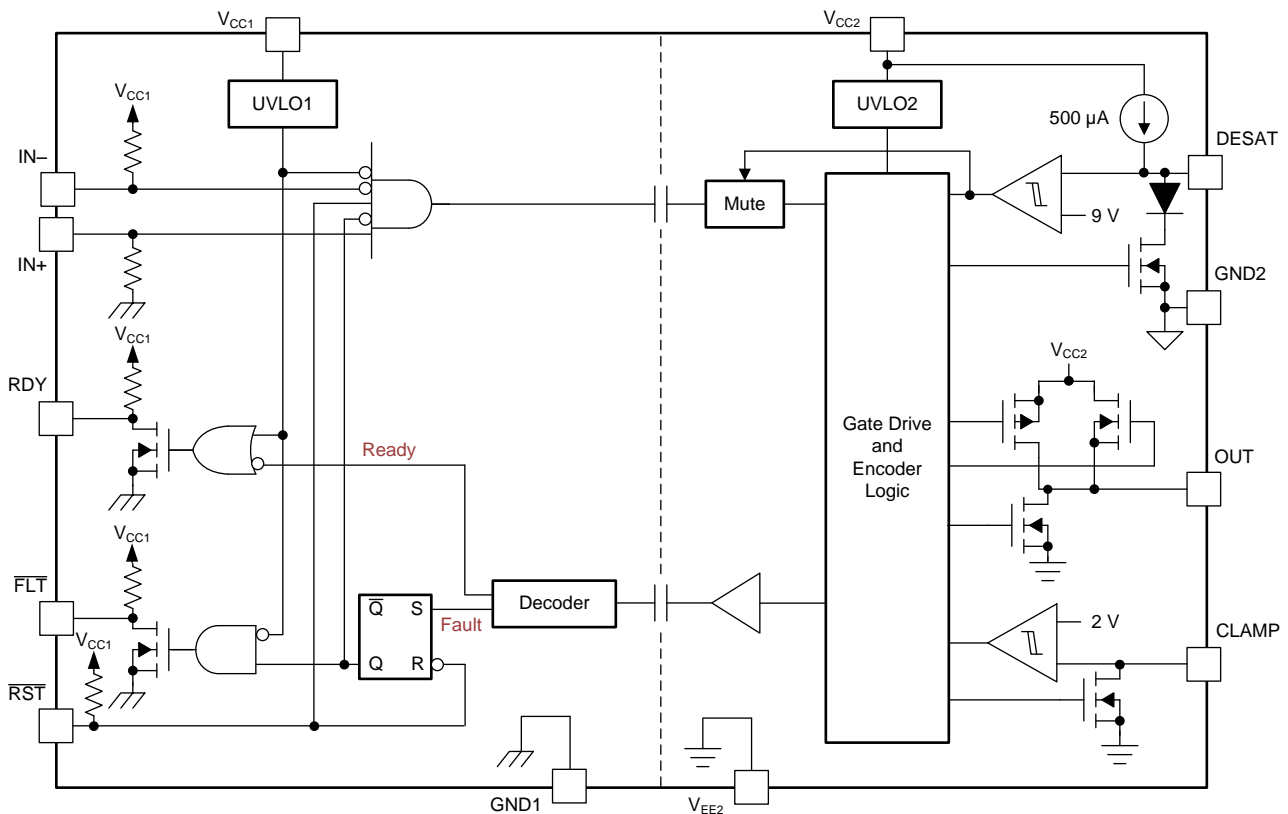 VCC1
VCC2
VCC1
UVLO1
UVLO2
500 µA
DESAT
IN–
Mute
9 V
IN+
GND2
VCC1
VCC2
RDY
Ready
Gate Drive
and
Encoder
Logic
OUT
VCC1
FLT
Q S
Decoder
Fault
2 V
CLAMP
VCC1
Q R
RST
GND1
VEE2